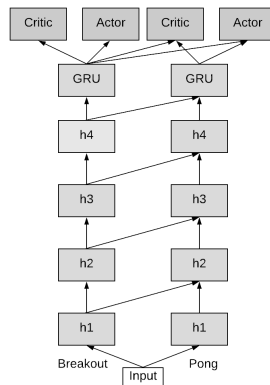 Critic Actor Critic Actor
GRU GRU
h4 h4
h3 h3
h2 h2
h1 h1
Breakout Pong
Input